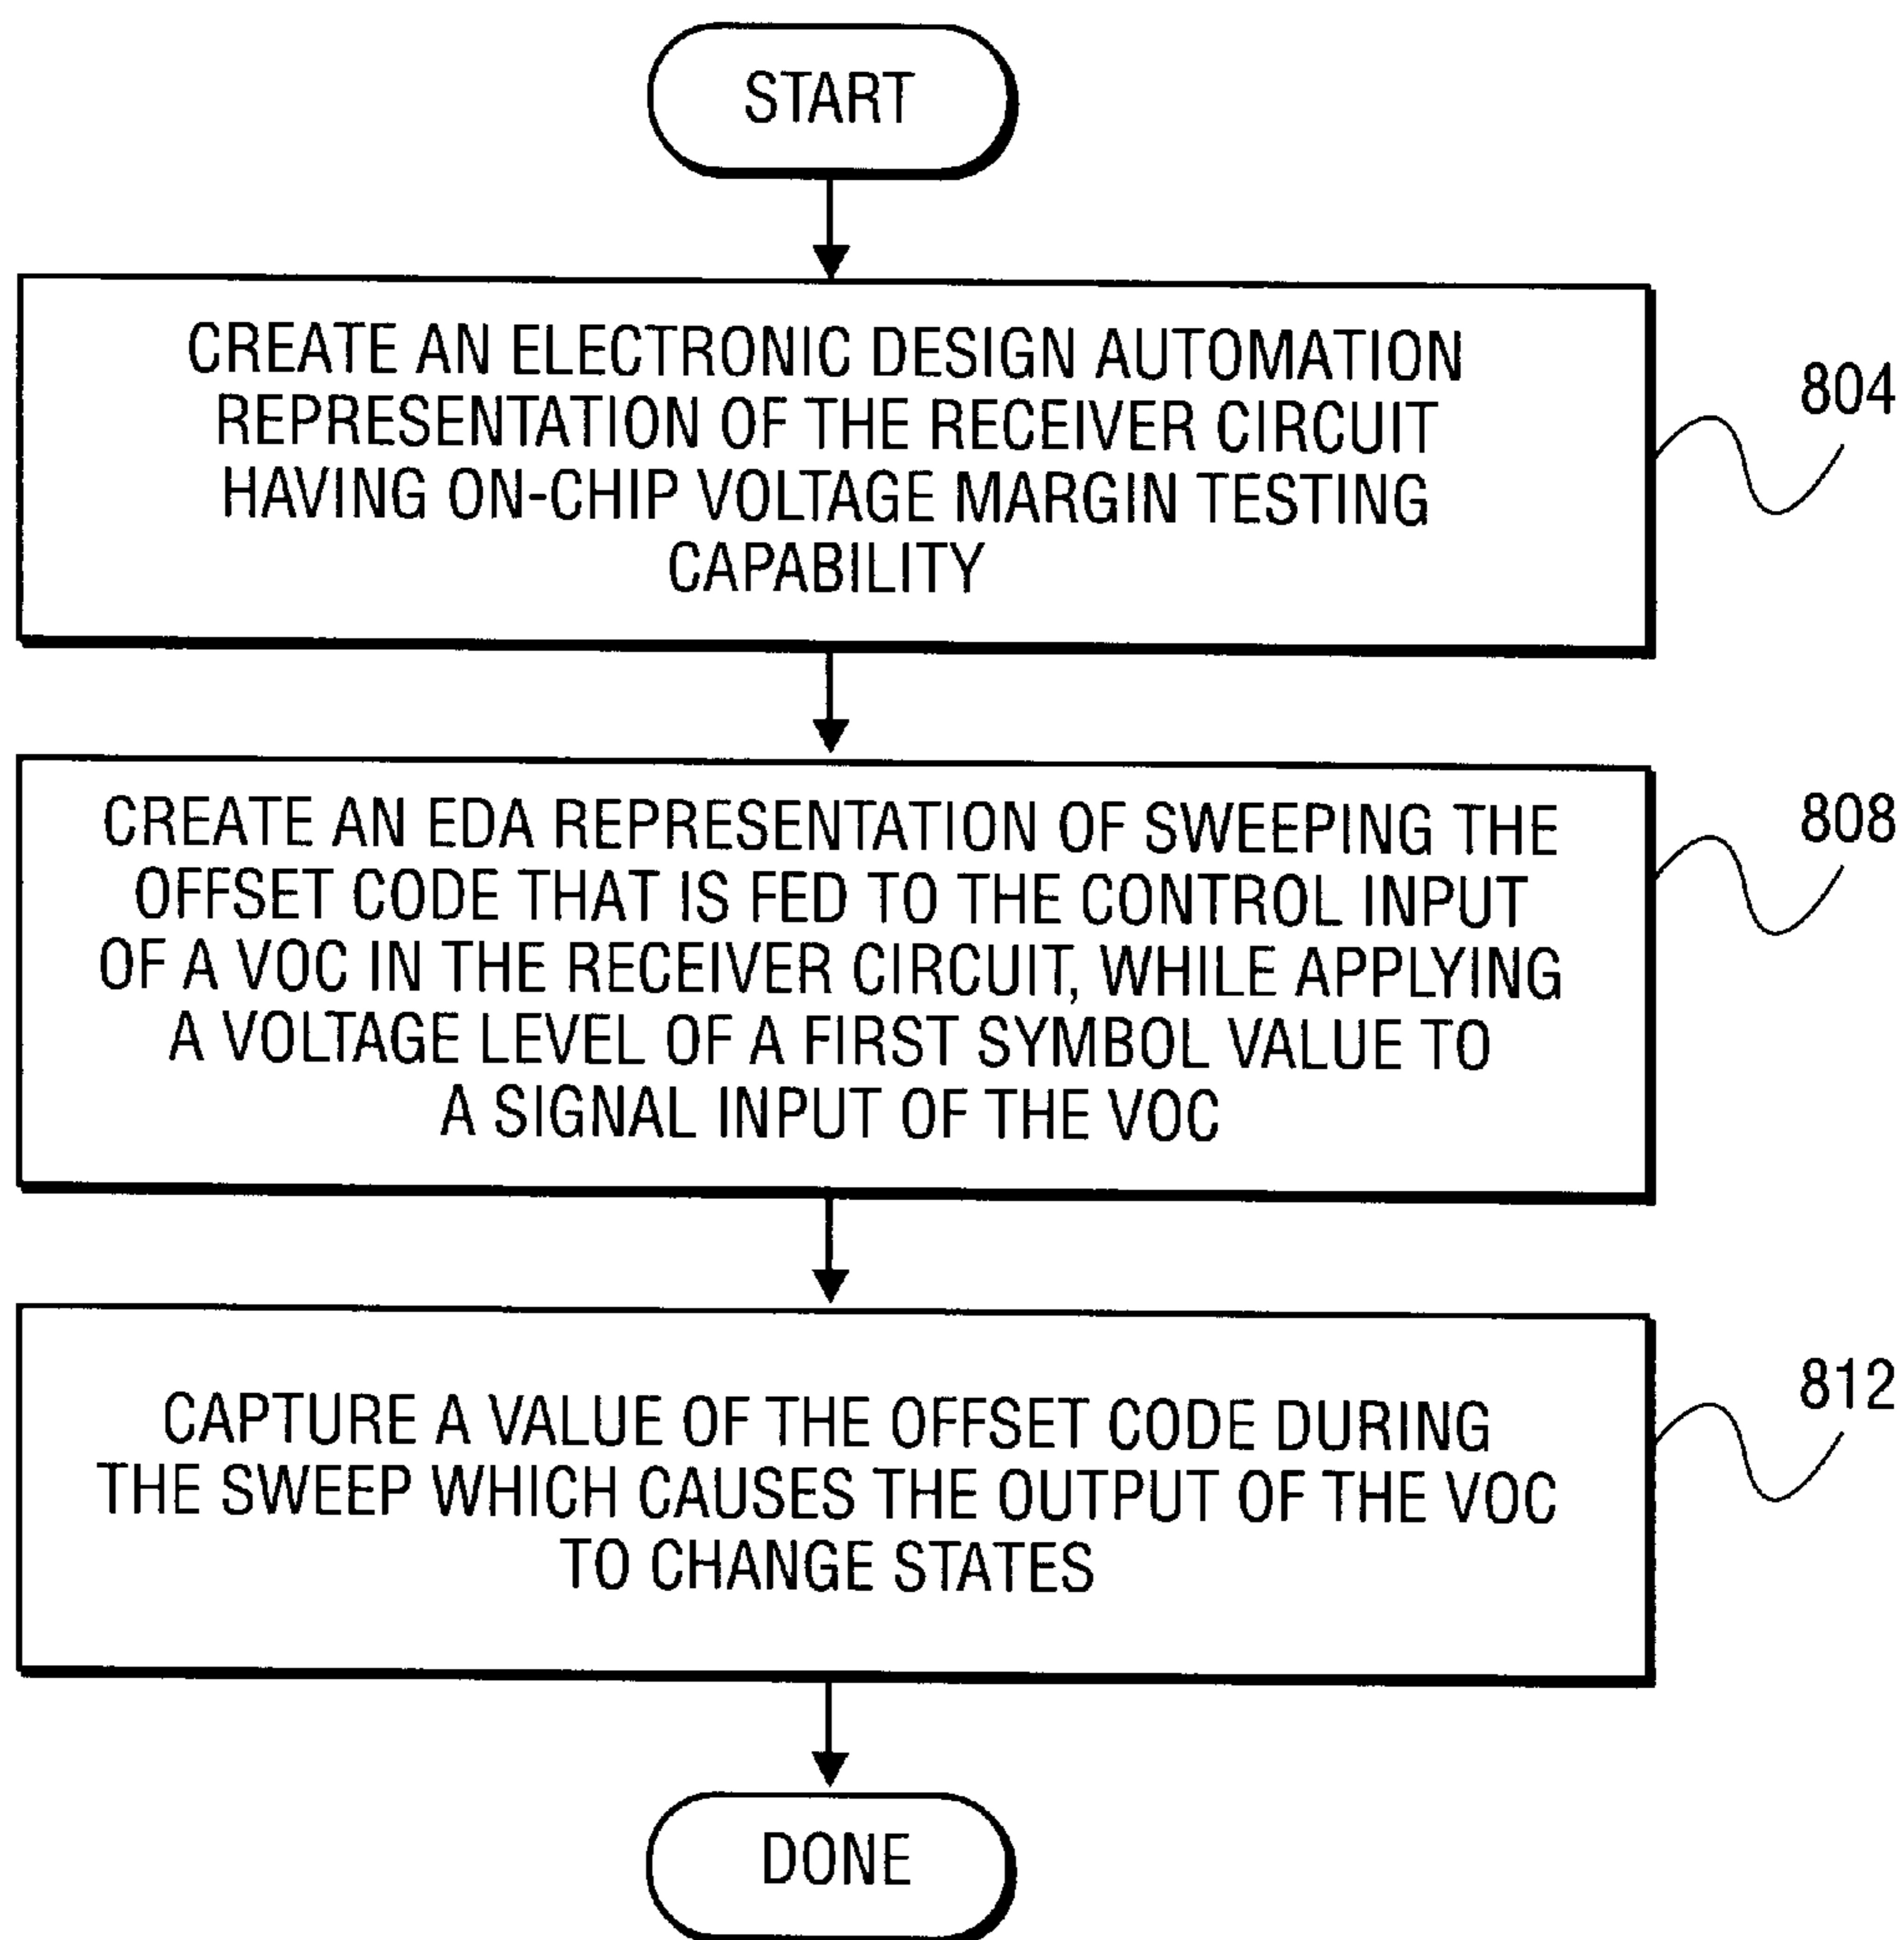 START
CREATE AN ELECTRONIC DESIGN AUTOMATION
REPRESENTATION OF THE RECEIVER CIRCUIT
HAVING ON-CHIP VOLTAGE MARGIN TESTING
CAPABILITY
804
CREATE AN EDA REPRESENTATION OF SWEEPING THE
OFFSET CODE THAT IS FED TO THE CONTROL INPUT
OF A VOC IN THE RECEIVER CIRCUIT, WHILE APPLYING
A VOLTAGE LEVEL OF A FIRST SYMBOL VALUE TO
A SIGNAL INPUT OF THE VOC
808
CAPTURE A VALUE OF THE OFFSET CODE DURING
THE SWEEP WHICH CAUSES THE OUTPUT OF THE VOC
TO CHANGE STATES
812
DONE